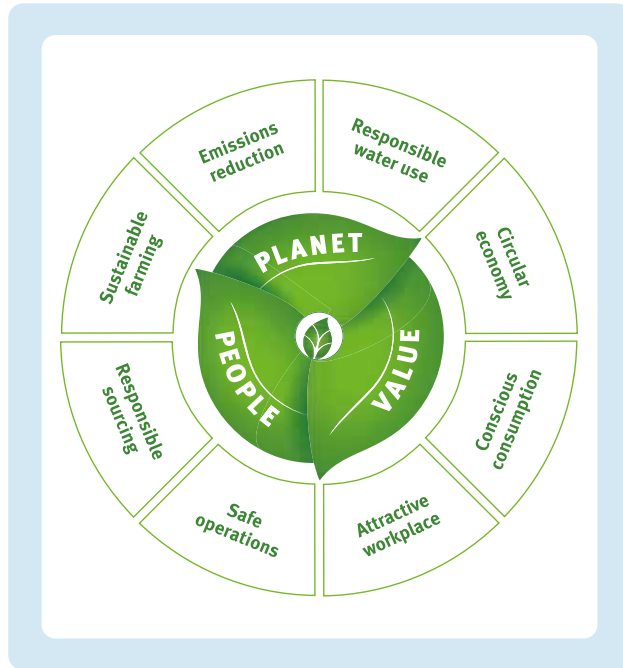 Emissions
reduction
Responsible
water use
Circular
economy
Conscious
consumption
Attractive
workplace
Safe
operations
Responsible
sourcing
Sustainable
farming
PLANET
VALUE
PEOPLE